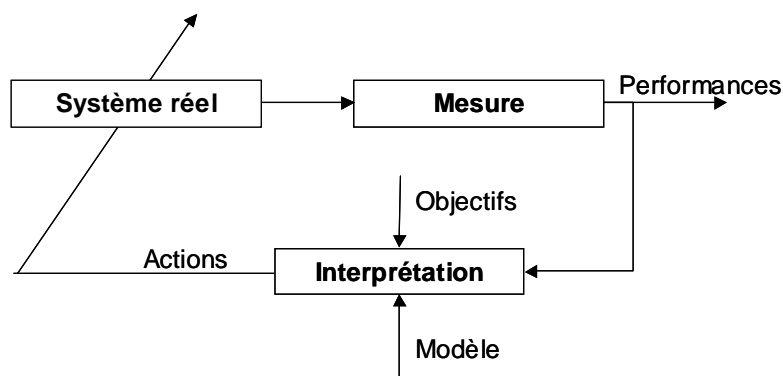 Performances
Système réel
Mesure
Objectifs
Actions
Interprétation
Modèle